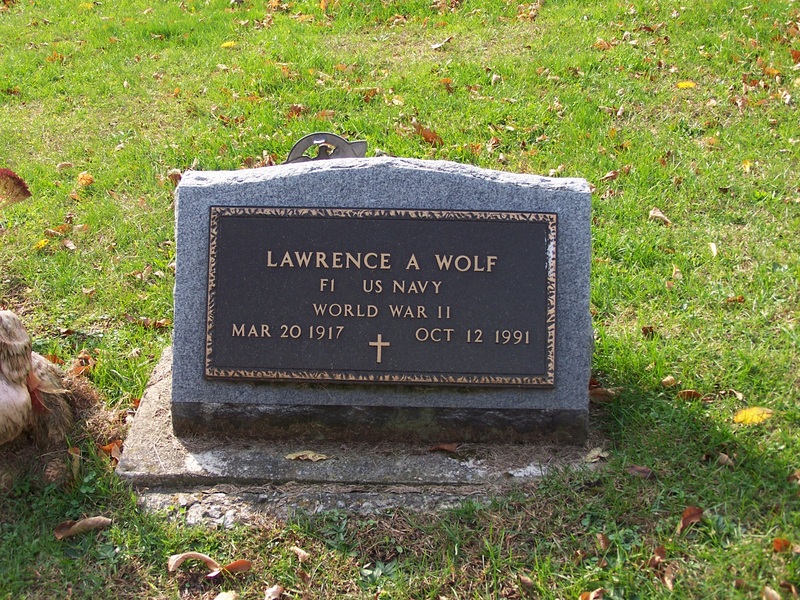 LAWRENCE A WOLF
F1 US NAVY
WORLD WAR II
MAR 20 1917 OCT 12 1991